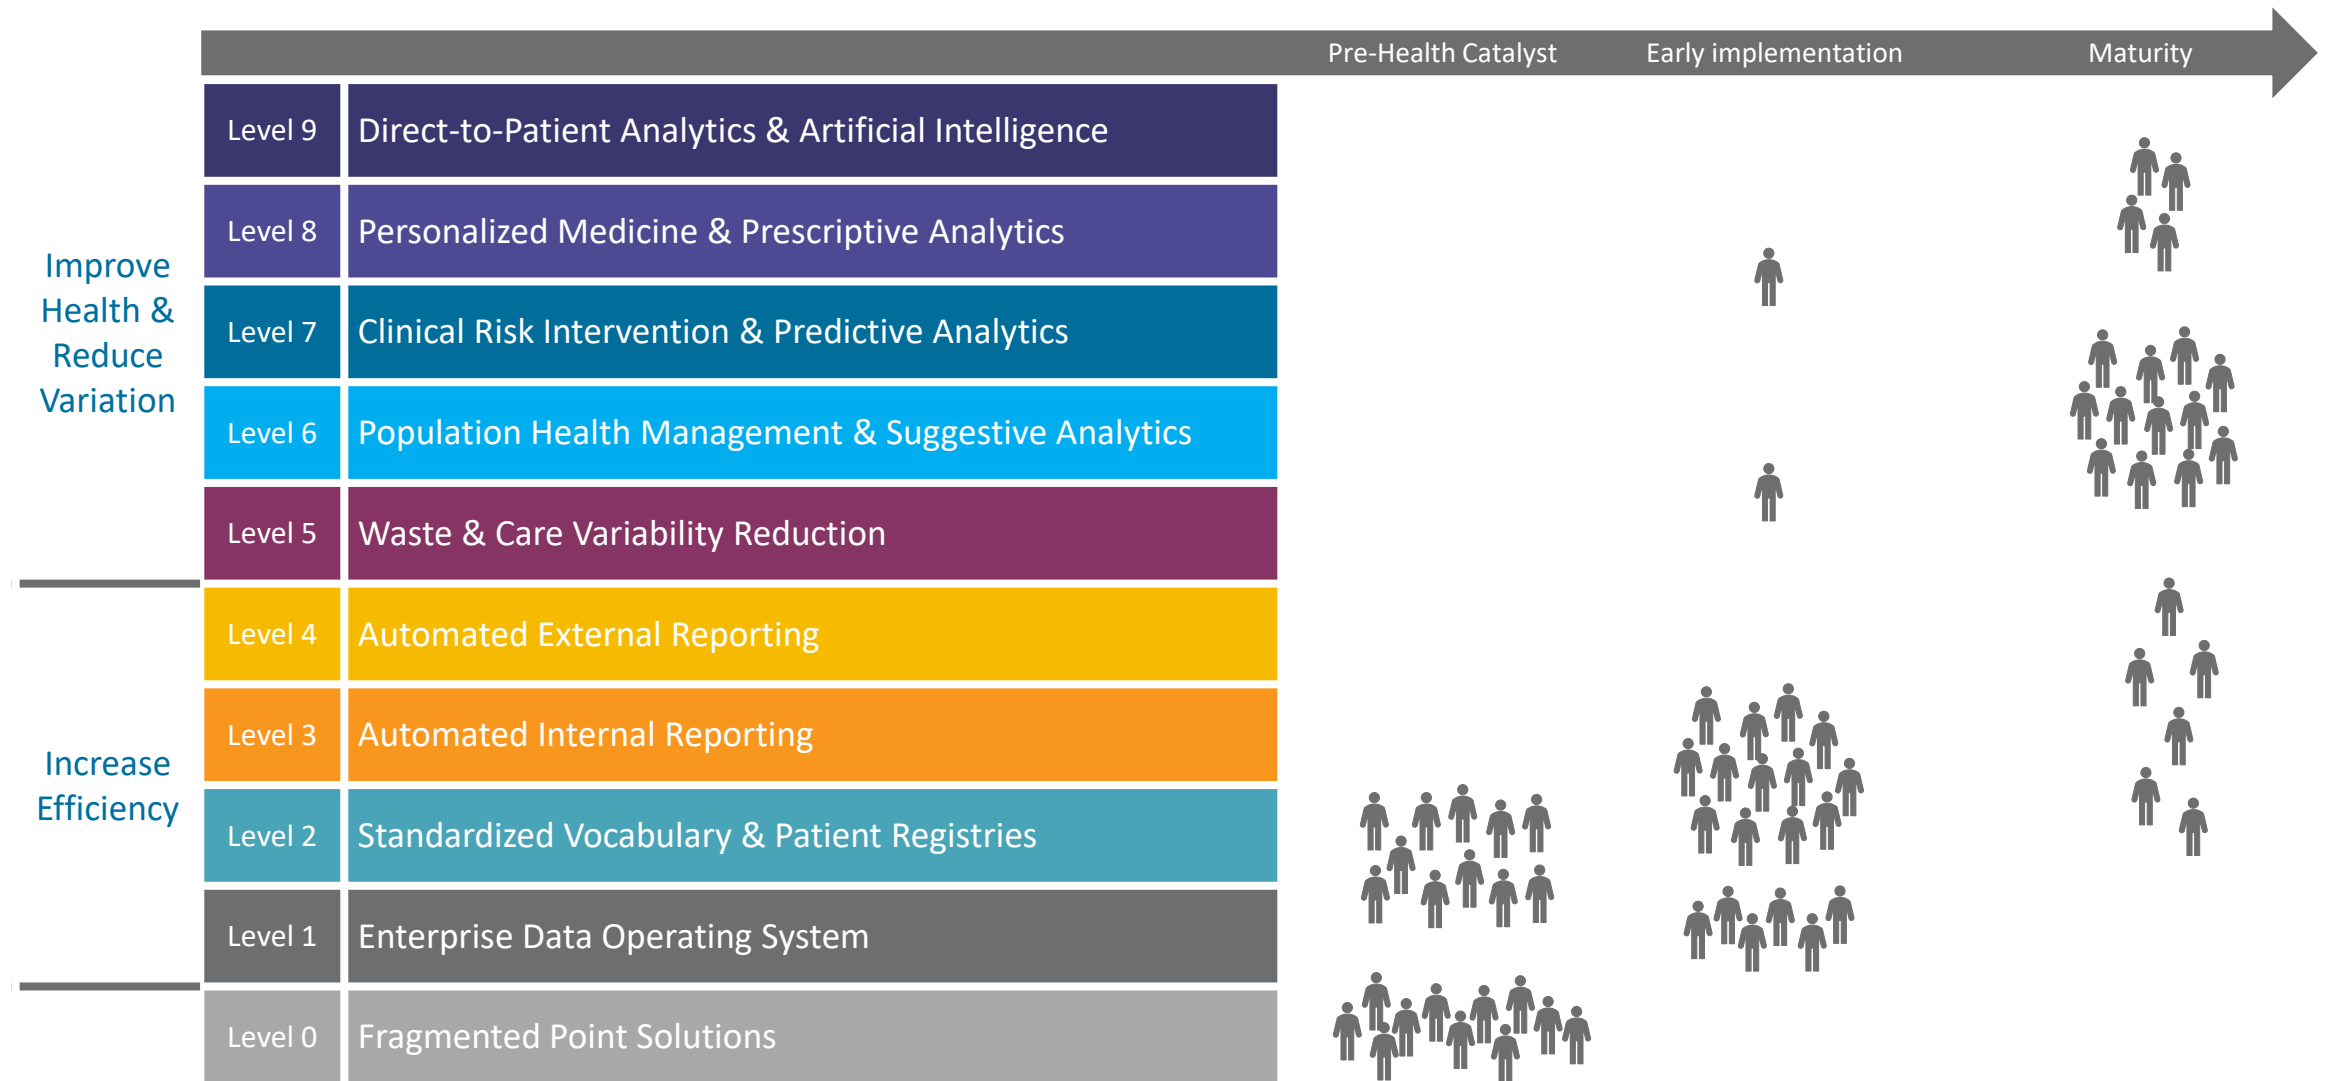 Pre-Health Catalyst
Early implementation
Maturity
Improve
Health &
Reduce
Variation
Level 9
Direct-to-Patient Analytics & Artificial Intelligence
Level 8
Personalized Medicine & Prescriptive Analytics
Level 7
Clinical Risk Intervention & Predictive Analytics
Level 6
Population Health Management & Suggestive Analytics
Level 5
Waste & Care Variability Reduction
Increase
Efficiency
Level 4
Automated External Reporting
Level 3
Automated Internal Reporting
Level 2
Standardized Vocabulary & Patient Registries
Level 1
Enterprise Data Operating System
Level 0
Fragmented Point Solutions